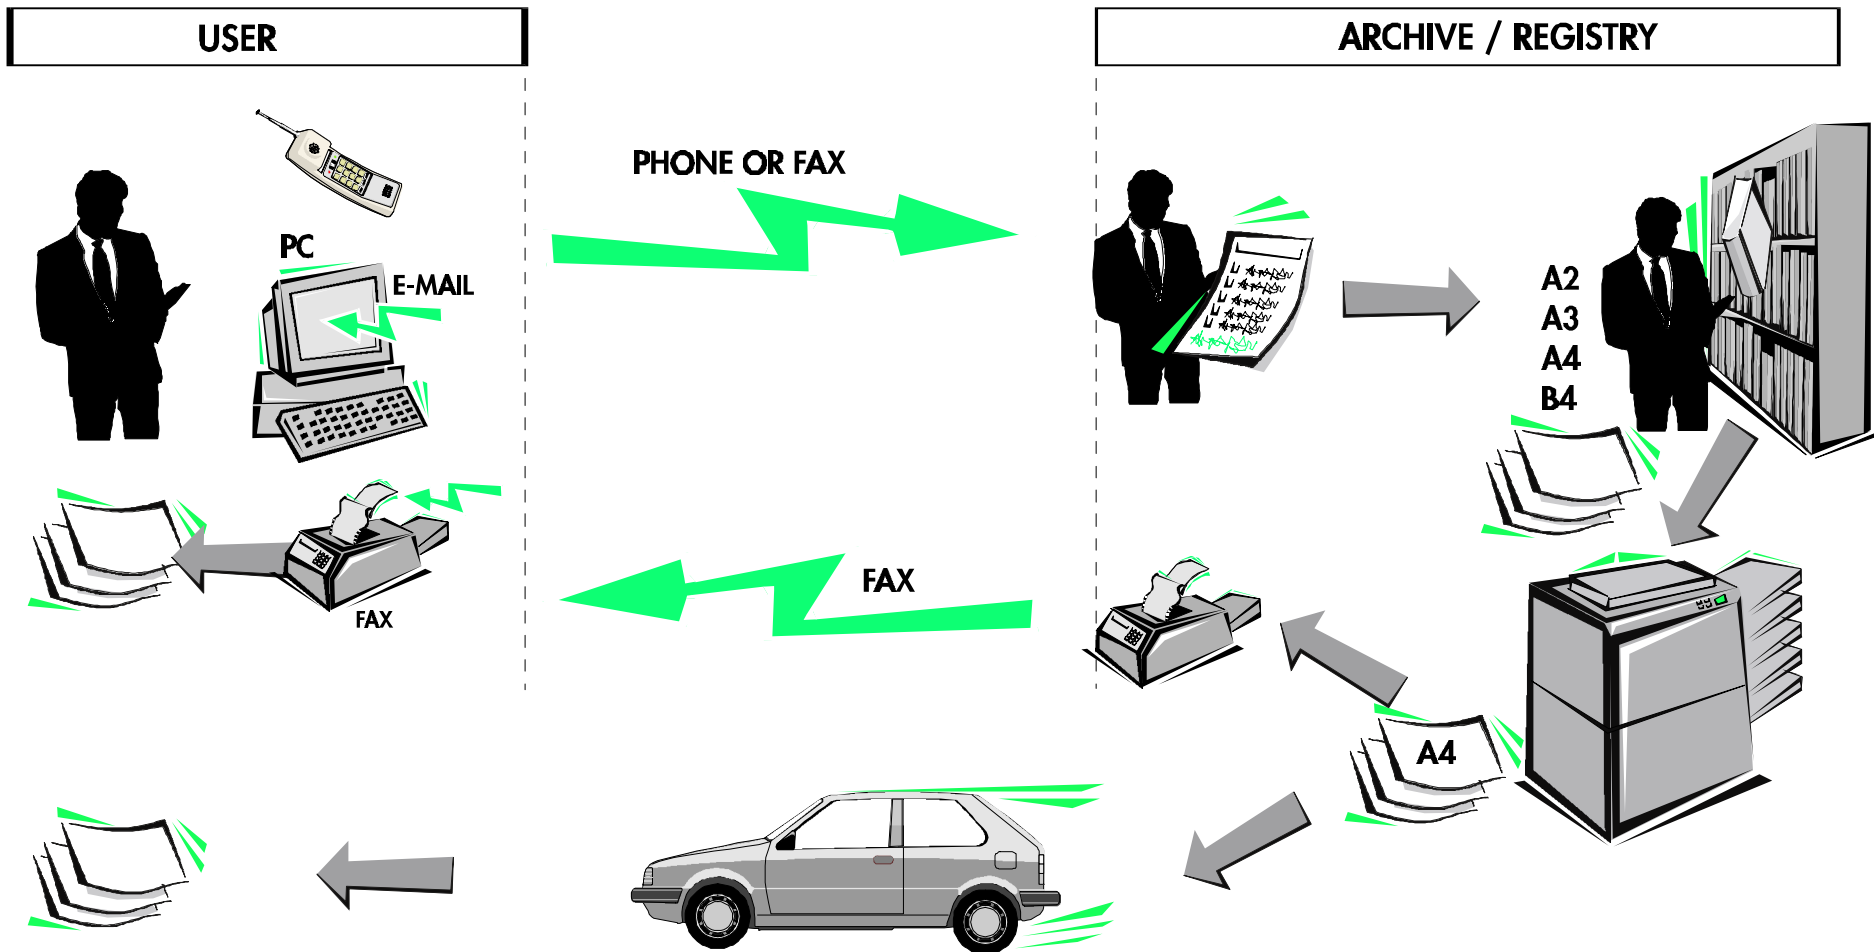 USER
ARCHIVE / REGISTRY
PHONE OR FAX
PC
E-MAIL
A2
A3
A4
B4
FAX
FAX
A4